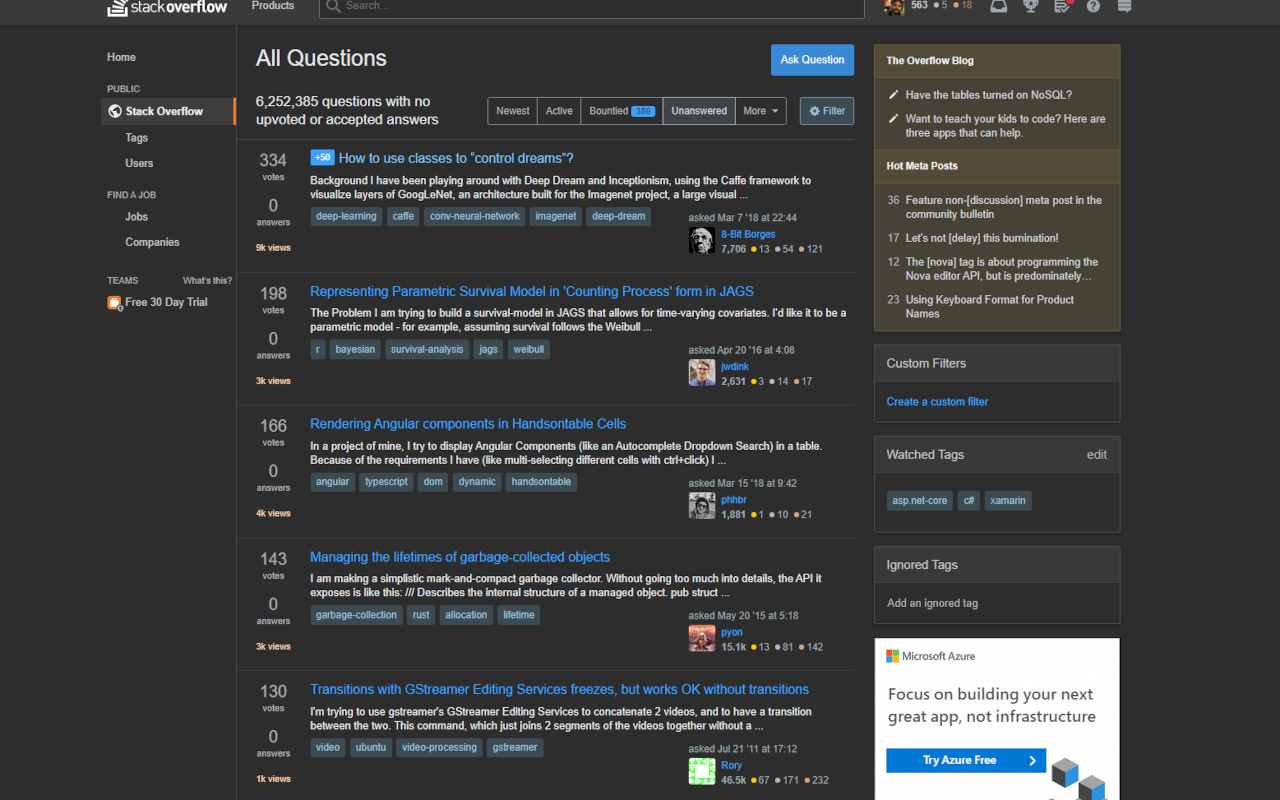 stackoverflow
Products
Search...
563 5 18
Home
PUBLIC
Stack Overflow
Tags
Users
FIND A JOB
Jobs
Companies
TEAMS What's this?
Free 30 Day Trial
All Questions
Ask Question
6,252,385 questions with no
upvoted or accepted answers
Newest Active Bountied 380 Unanswered More Filter
334
votes
0
answers
9k views
+50 How to use classes to “control dreams”?
Background I have been playing around with Deep Dream and Inceptionism, using the Caffe framework to
visualize layers of GoogLeNet, an architecture built for the Imagenet project, a large visual ...
deep-learning caffe conv-neural-network imagenet deep-dream
asked Mar 7 '18 at 22:44
8-Bit Borges
7,706 13 54 121
198
votes
0
answers
3k views
Representing Parametric Survival Model in 'Counting Process' form in JAGS
The Problem I am trying to build a survival-model in JAGS that allows for time-varying covariates. I'd like it to be a
parametric model - for example, assuming survival follows the Weibull ...
r bayesian survival-analysis jags weibull
asked Apr 20 '16 at 4:08
jwdink
2,631 3 14 17
166
votes
0
answers
4k views
Rendering Angular components in Handsontable Cells
In a project of mine, I try to display Angular Components (like an Autocomplete Dropdown Search) in a table.
Because of the requirements I have (like multi-selecting different cells with ctrl+click) I ...
angular typescript dom dynamic handsontable
asked Mar 15 '18 at 9:42
phhbr
1,881 1 10 21
143
votes
0
answers
3k views
Managing the lifetimes of garbage-collected objects
I am making a simplistic mark-and-compact garbage collector. Without going too much into details, the API it
exposes is like this: /// Describes the internal structure of a managed object. pub struct ...
garbage-collection rust allocation lifetime
asked May 20 '15 at 5:18
pyon
15.1k 13 81 142
130
votes
0
answers
1k views
Transitions with GStreamer Editing Services freezes, but works OK without transitions
I'm trying to use gstreamer's GStreamer Editing Services to concatenate 2 videos, and to have a transition
between the two. This command, which just joins 2 segments of the videos together without a ...
video ubuntu video-processing gstreamer
asked Jul 21 '11 at 17:12
Rory
46.5k 67 171 232
The Overflow Blog
Have the tables turned on NoSQL?
Want to teach your kids to code? Here are
three apps that can help.
Hot Meta Posts
36 Feature non-[discussion] meta post in the
community bulletin
17 Let's not [delay] this burnination!
12 The [nova] tag is about programming the
Nova editor API, but is predominately…
23 Using Keyboard Format for Product
Names
Custom Filters
Create a custom filter
Watched Tags edit
asp.net-core c# xamarin
Ignored Tags
Add an ignored tag
Microsoft Azure
Focus on building your next
great app, not infrastructure
Try Azure Free